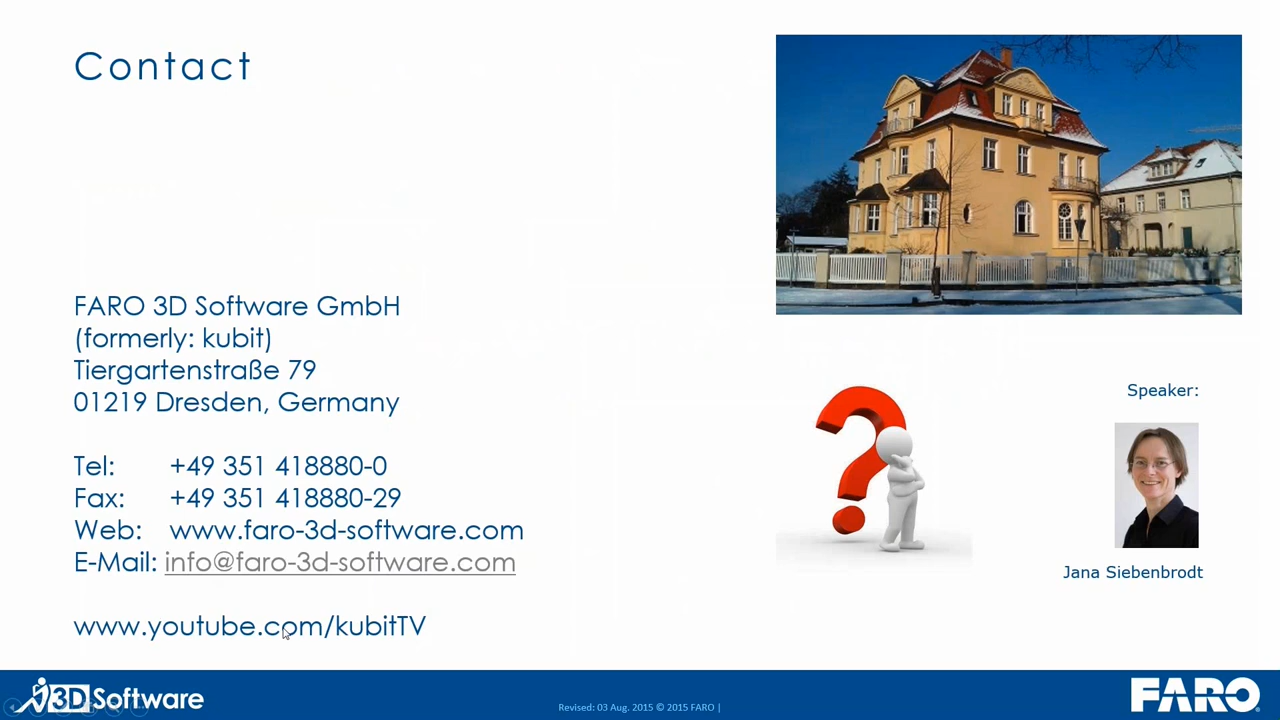 Contact
FARO 3D Software GmbH
(formerly: kubit)
Tiergartenstraße 79
01219 Dresden, Germany
Tel: +49 351 418880-0
Fax: +49 351 418880-29
Web: www.faro-3d-software.com
E-Mail: info@faro-3d-software.com
www.youtube.com/kubitTV
Speaker:
Jana Siebenbrodt
3D Software
Revised: 03 Aug. 2015 © 2015 FARO |
FARO